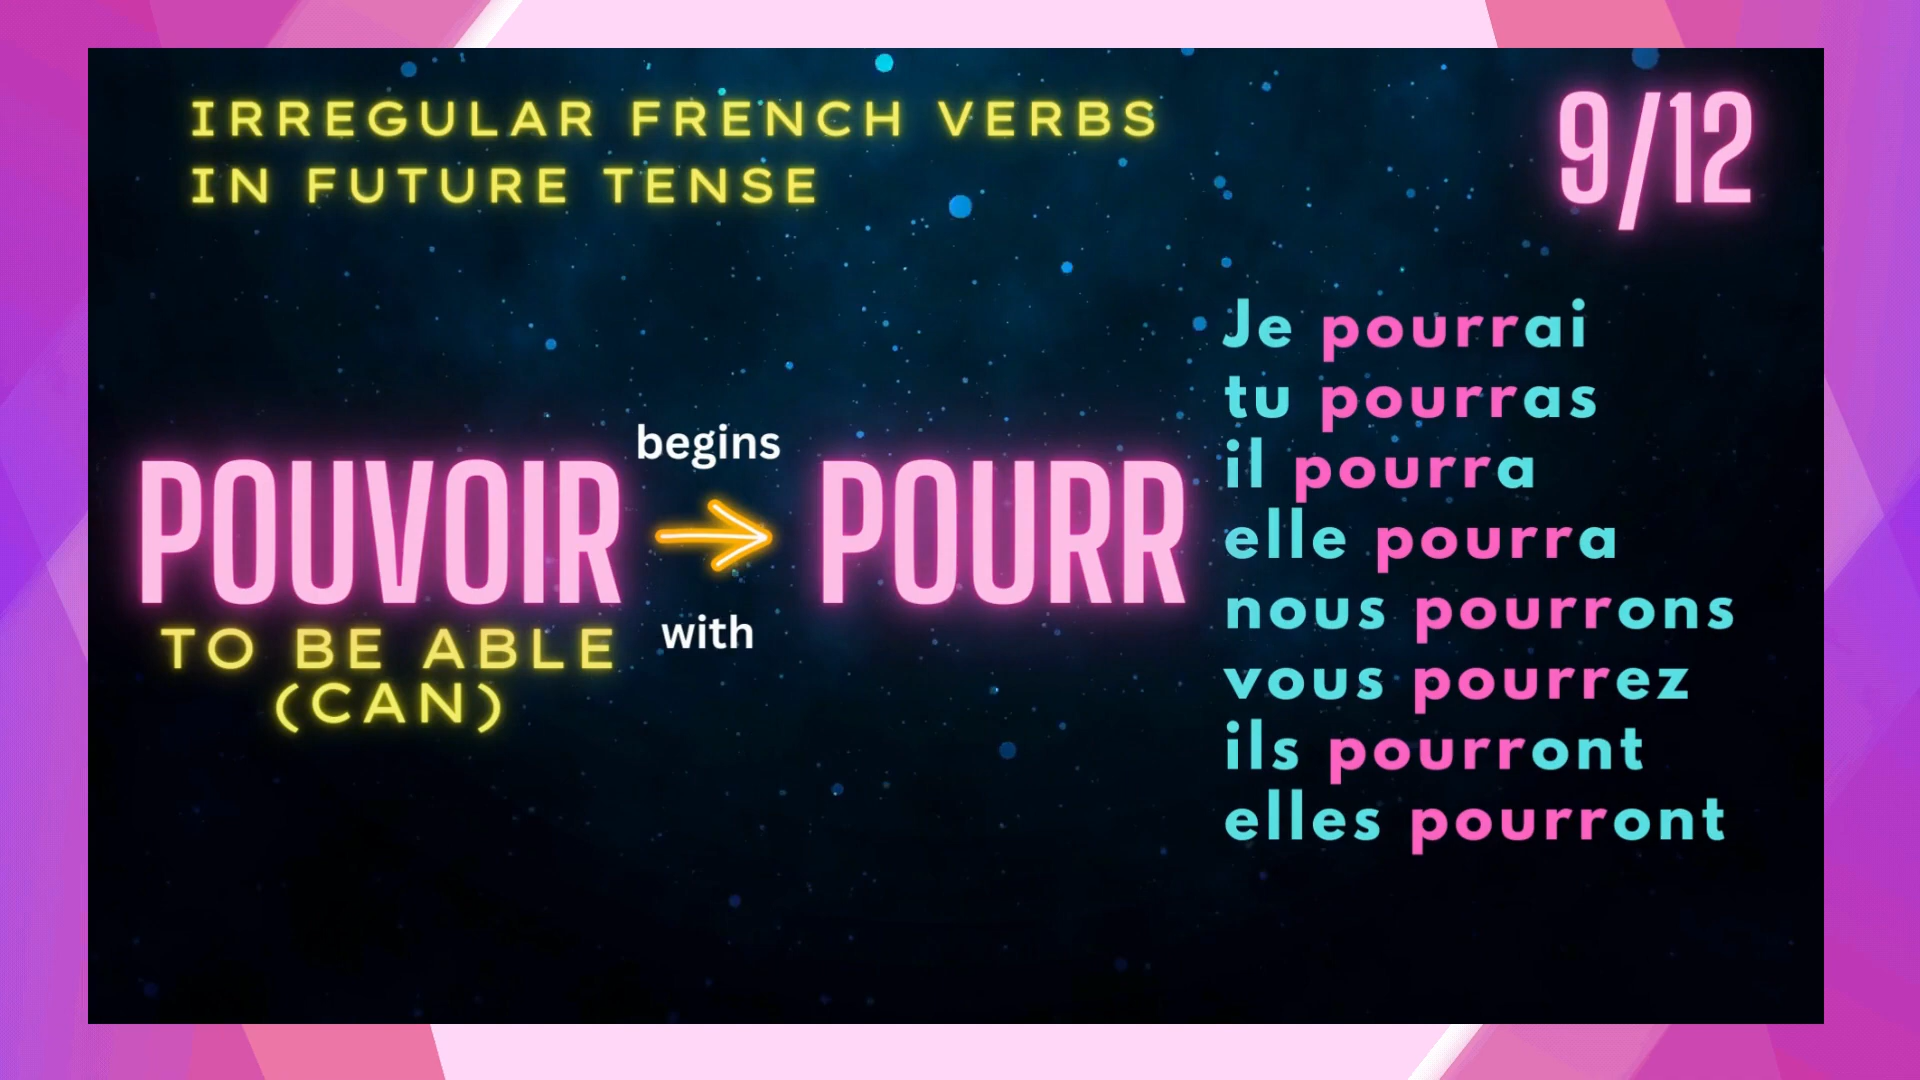 IRREGULAR FRENCH VERBS
IN FUTURE TENSE
9/12
POUVOIR
TO BE ABLE
(CAN)
begins
with
POURR
Je pourrai
tu pourras
il pourra
elle pourra
nous pourrons
vous pourrez
ils pourront
elles pourront